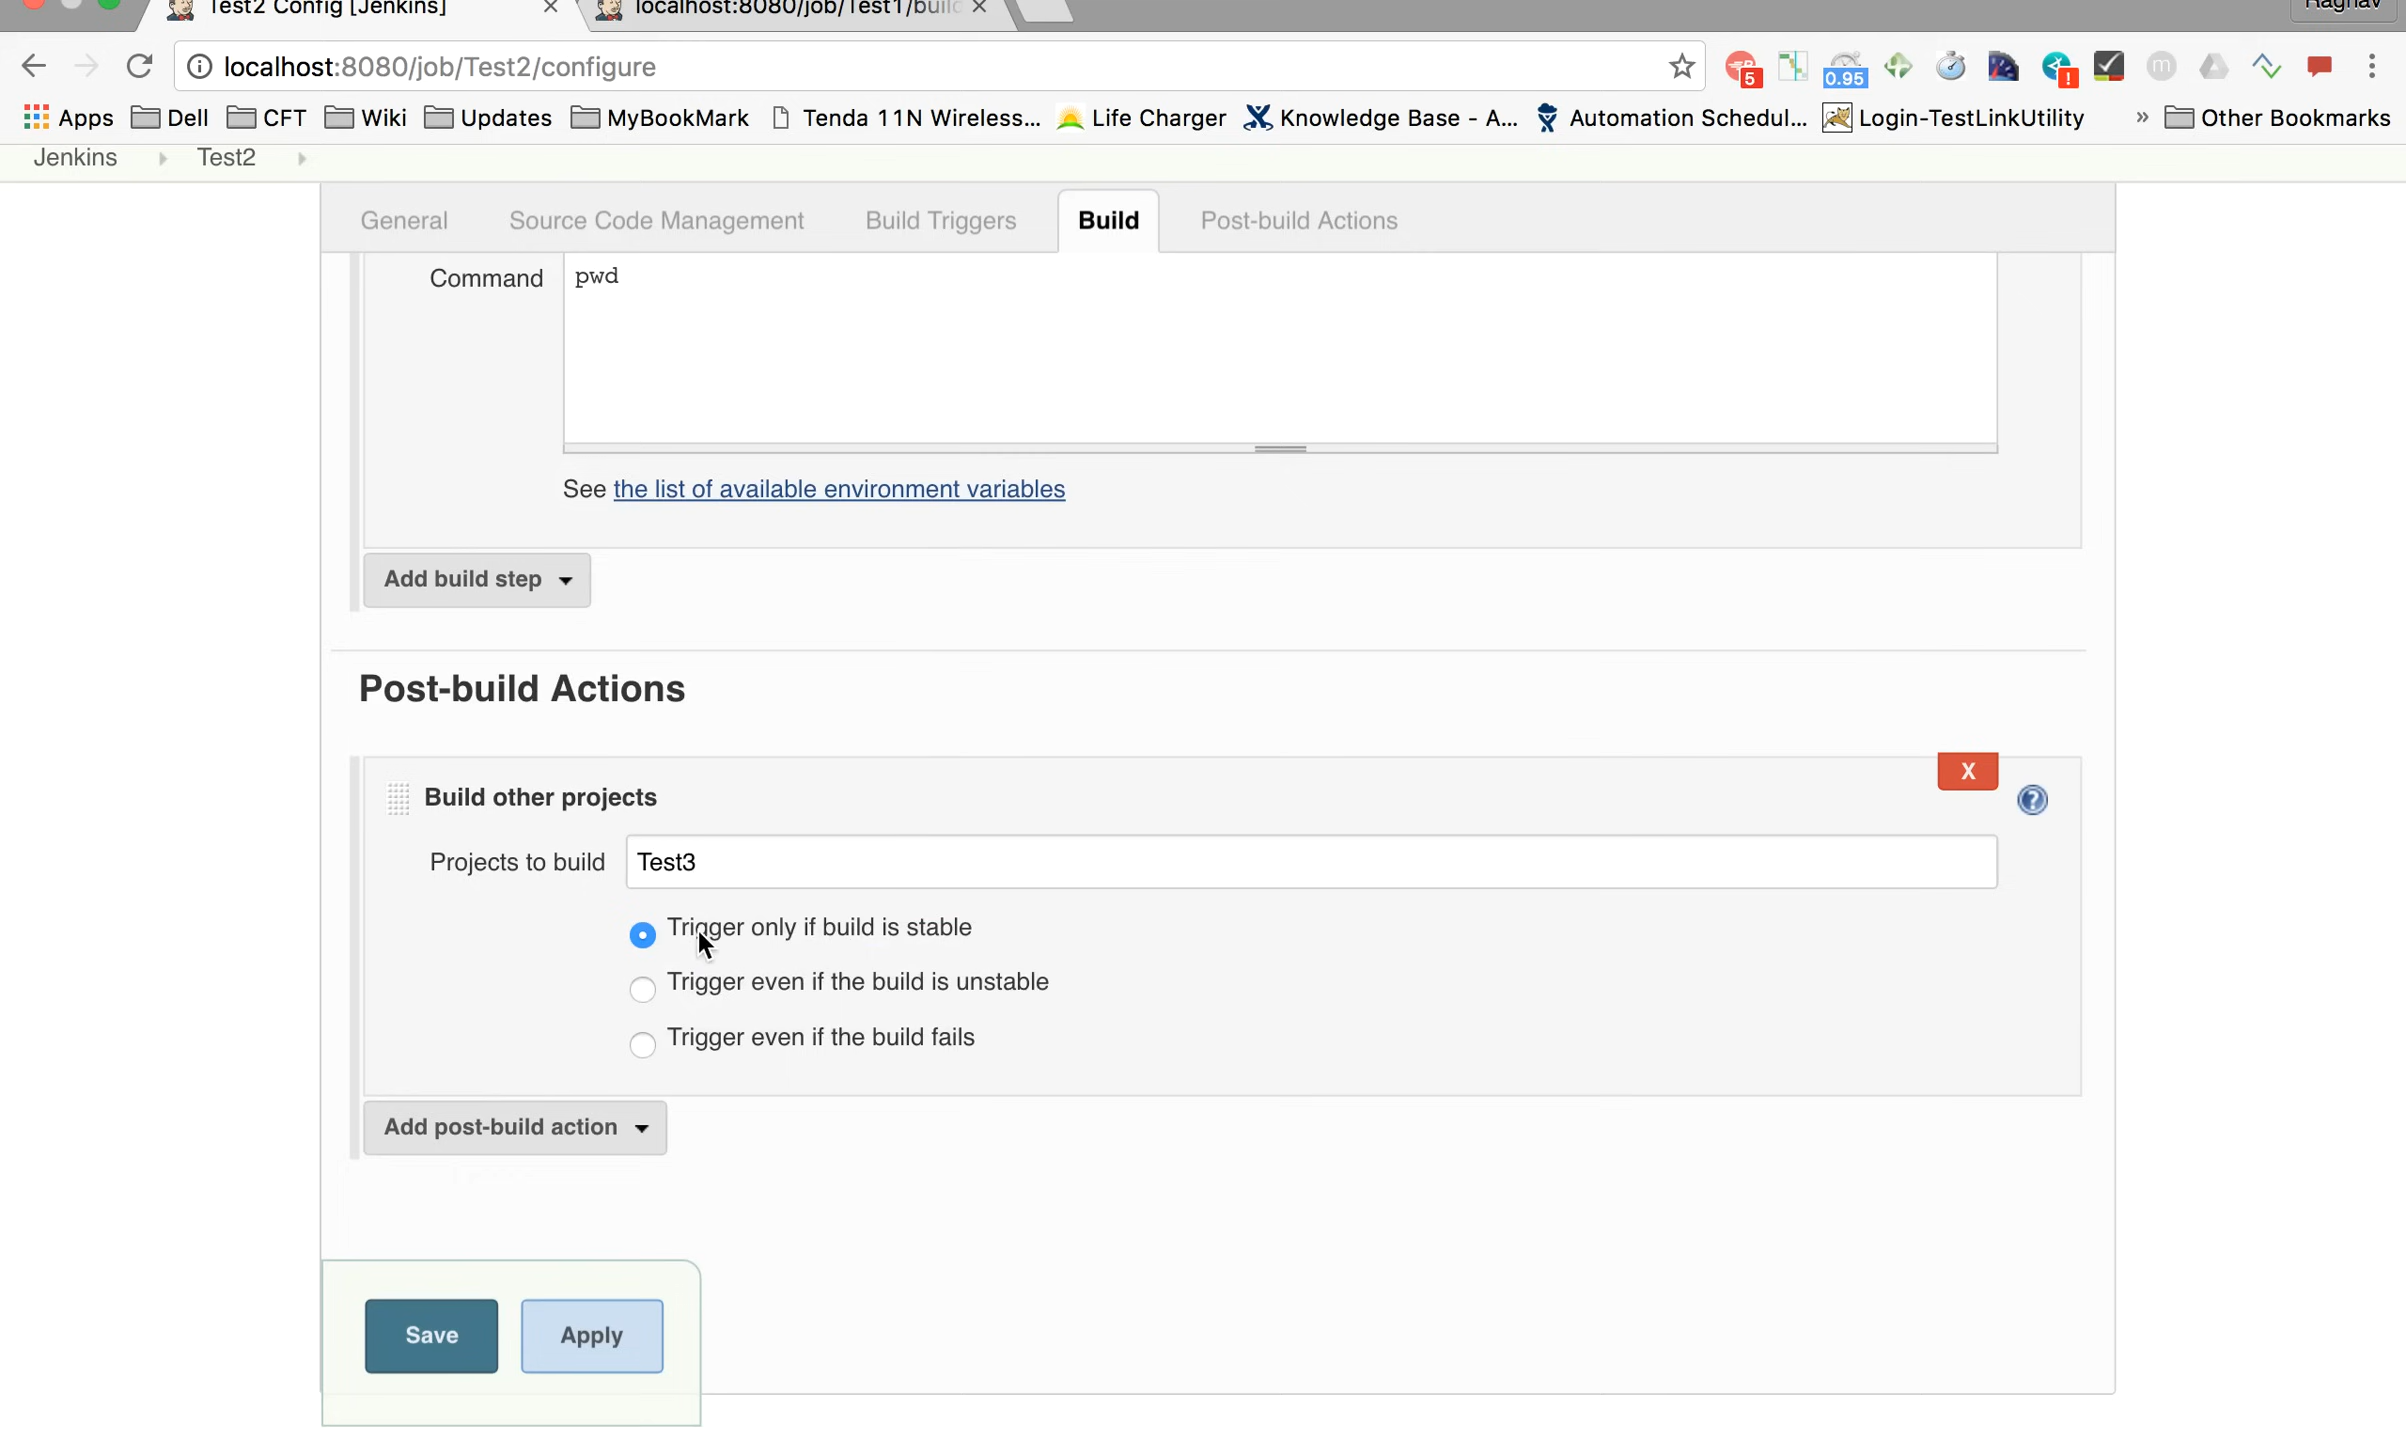 Test2 Config [Jenkins]
localhost:8080/job/Test1/build
Raghav
localhost:8080/job/Test2/configure
5
0.95
!
m
Apps Dell CFT Wiki Updates MyBookMark Tenda 11N Wireless... Life Charger Knowledge Base - A... Automation Schedul... Login-TestLinkUtility » Other Bookmarks
Jenkins Test2
General Source Code Management Build Triggers Build Post-build Actions
Command pwd
See the list of available environment variables
Add build step
Post-build Actions
X
Build other projects
?
Projects to build Test3
Trigger only if build is stable
Trigger even if the build is unstable
Trigger even if the build fails
Add post-build action
Save Apply